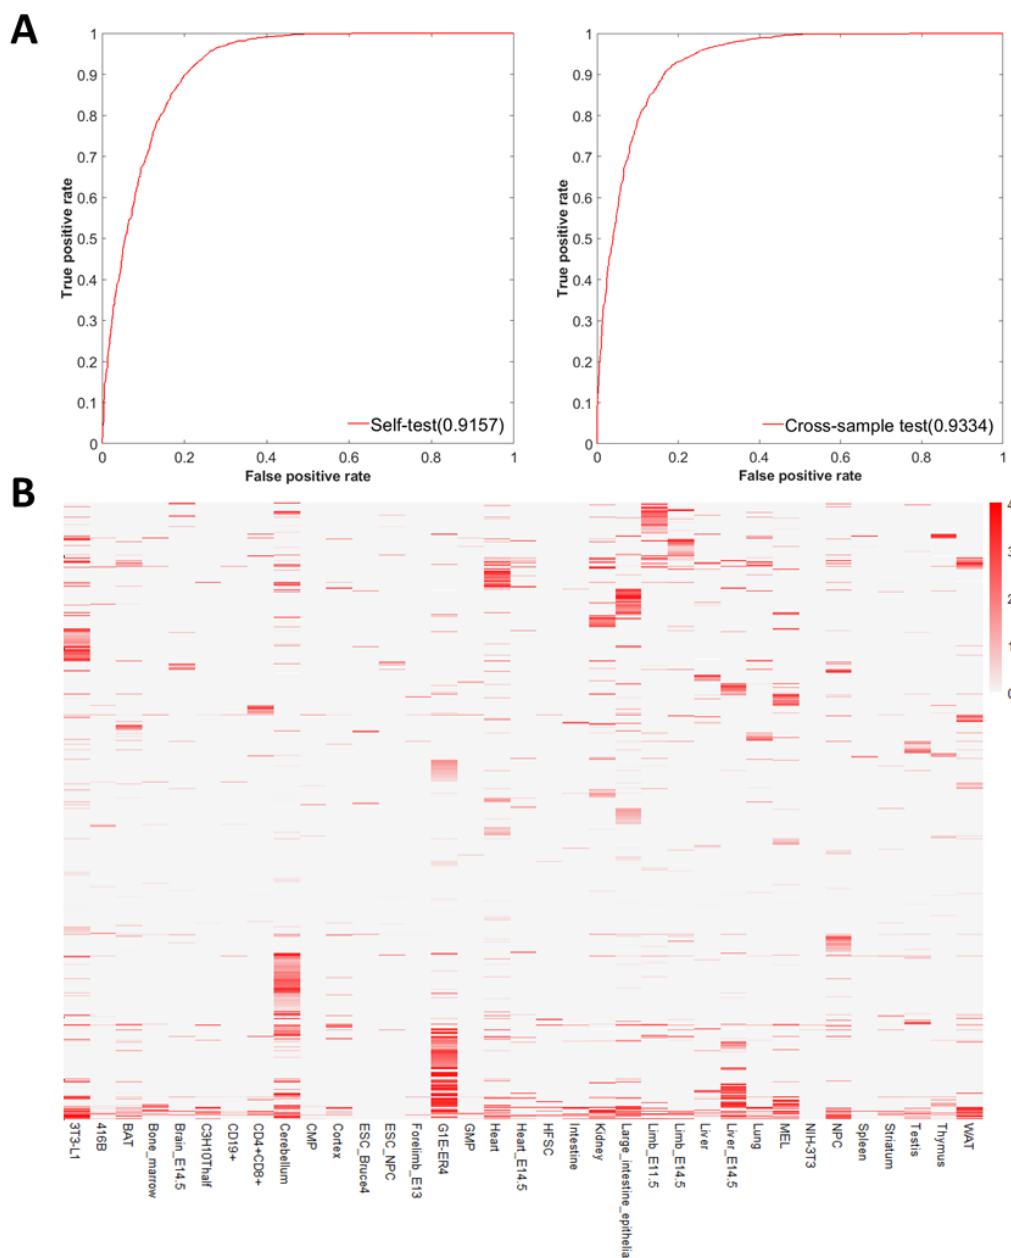 A
1
0.9
0.8
0.7
0.6
0.5
0.4
0.3
0.2
0.1
0
True positive rate
Self-test(0.9157)
0 0.2 0.4 0.6 0.8 1
False positive rate
1
0.9
0.8
0.7
0.6
0.5
0.4
0.3
0.2
0.1
0
True positive rate
Cross-sample test(0.9334)
0 0.2 0.4 0.6 0.8 1
False positive rate
B
4
3
2
1
0
3T3-L1
416B
BAT
Bone_marrow
Brain_E14.5
C3H10Thalf
CD19+
CD4+CD8+
Cerebellum
CMP
Cortex
ESC_Bruce4
ESC_NPC
Forelimb_E13
G1E-ER4
GMP
Heart
Heart_E14.5
HFSC
Intestine
Kidney
Large_intestine_epithelia
Limb_E11.5
Limb_E14.5
Liver
Liver_E14.5
Lung
MEL
NIH-3T3
NPC
Spleen
Striatum
Testis
Thymus
WAT